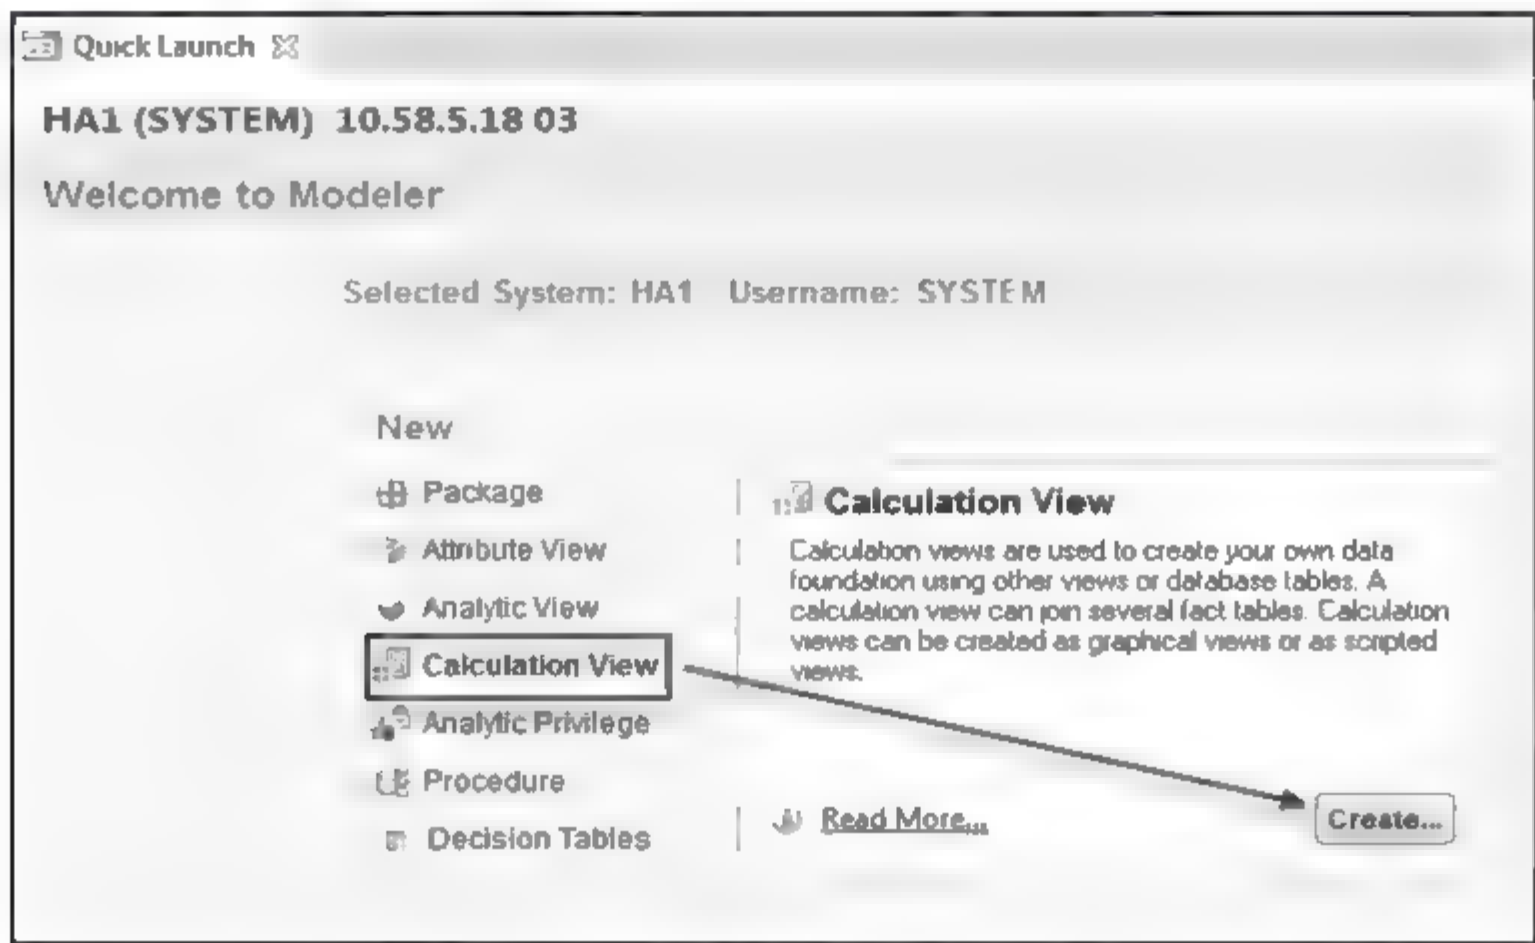 Quick Launch
HA1 (SYSTEM) 10.58.5.18 03
Welcome to Modeler
Selected System: HA1 Username: SYSTEM
New
Package
Attribute View
Analytic View
Calculation View
Analytic Privilege
Procedure
Decision Tables
Calculation View
Calculation views are used to create your own data
foundation using other views or database tables. A
calculation view can join several fact tables. Calculation
views can be created as graphical views or as scripted
views.
Read More...
Create...